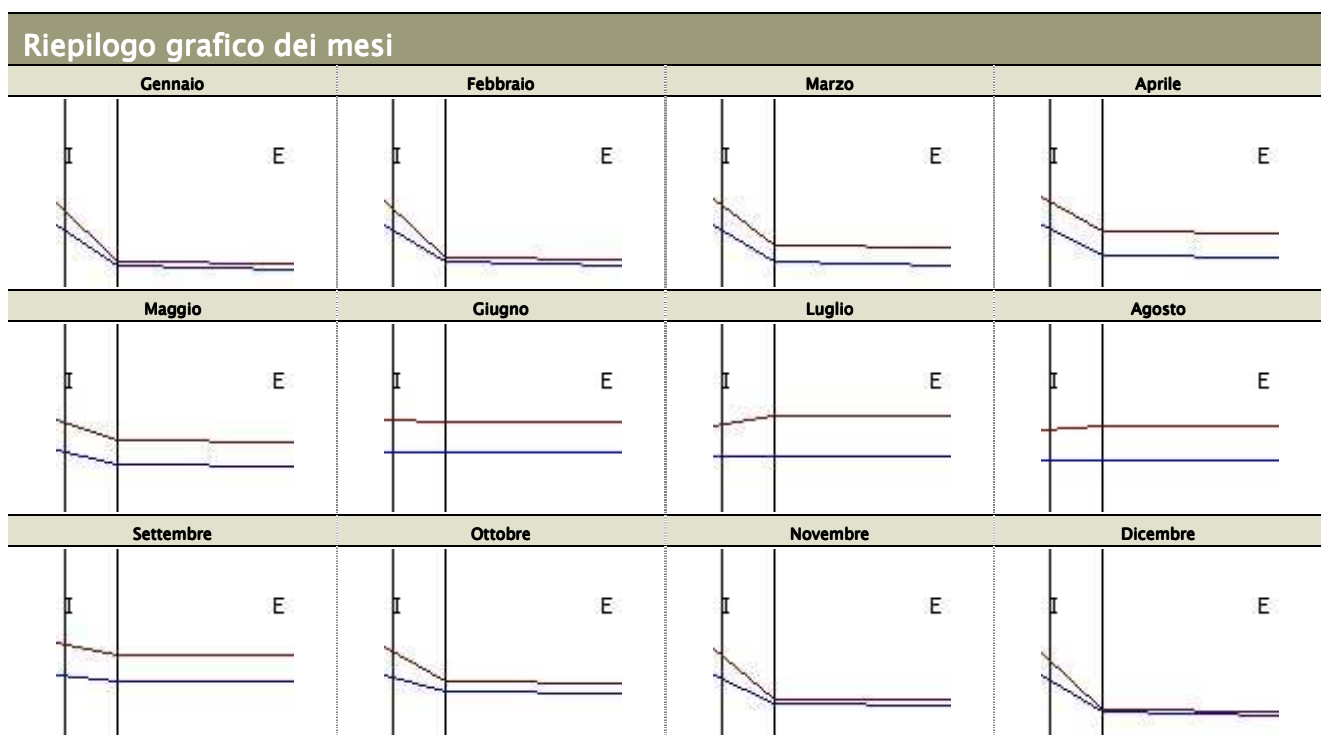 Riepilogo grafico dei mesi
Gennaio Febbraio Marzo Aprile
I E I E I E I E
Maggio Giugno Luglio Agosto
I E I E I E I E
Settembre Ottobre Novembre Dicembre
I E I E I E I E